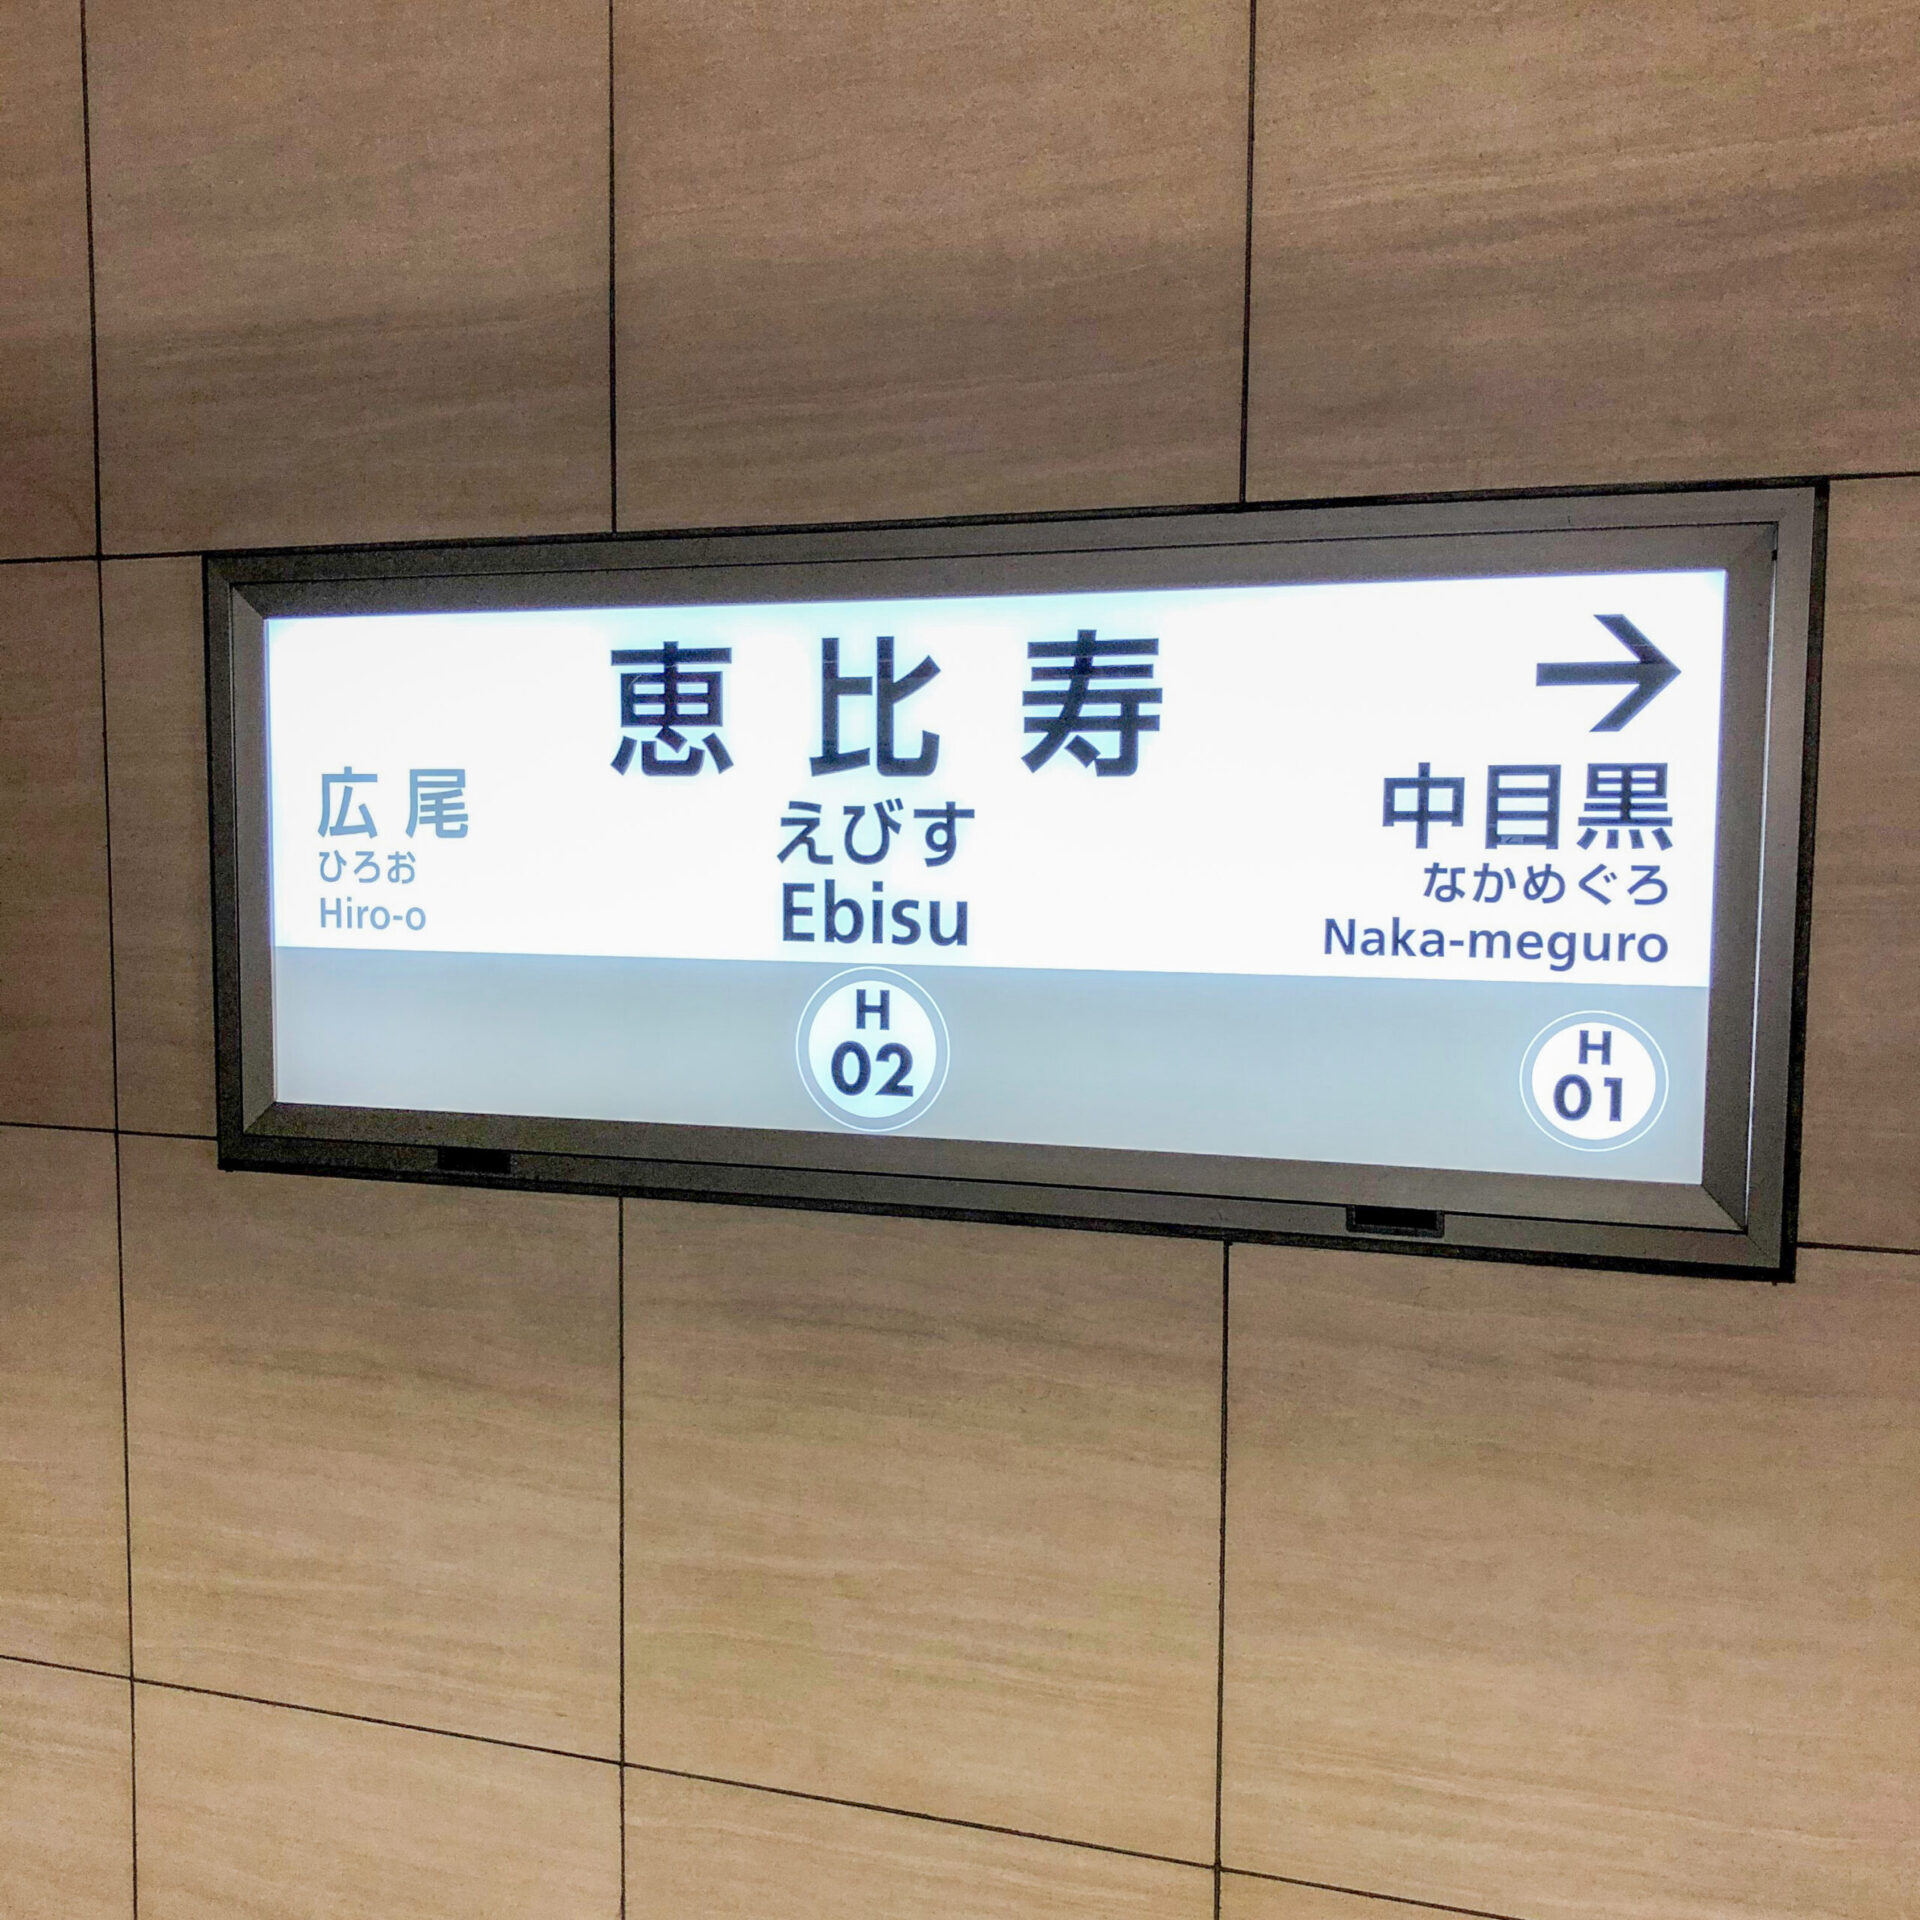 恵比寿
えびす
Ebisu
広尾
ひろお
Hiro-o
→
中目黒
なかめぐろ
Naka-meguro
H
02
H
01